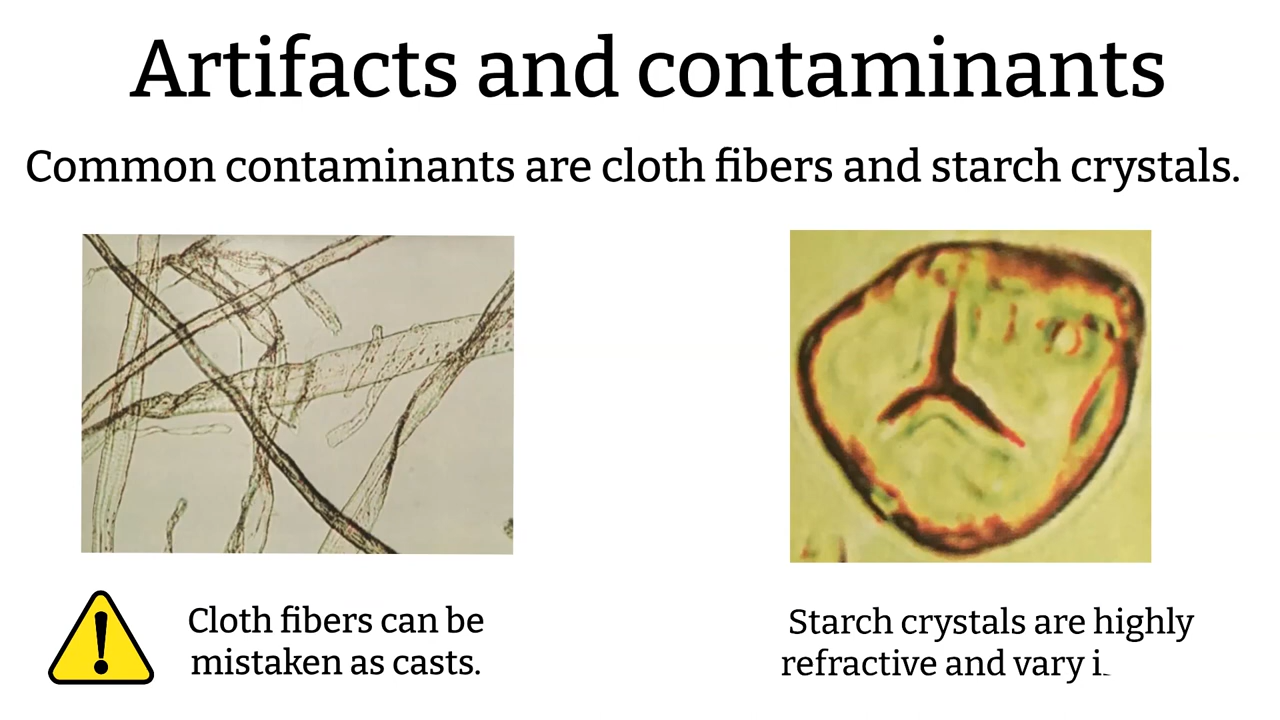 Artifacts and contaminants
Common contaminants are cloth fibers and starch crystals.
Cloth fibers can be
mistaken as casts.
Starch crystals are highly
refractive and vary i